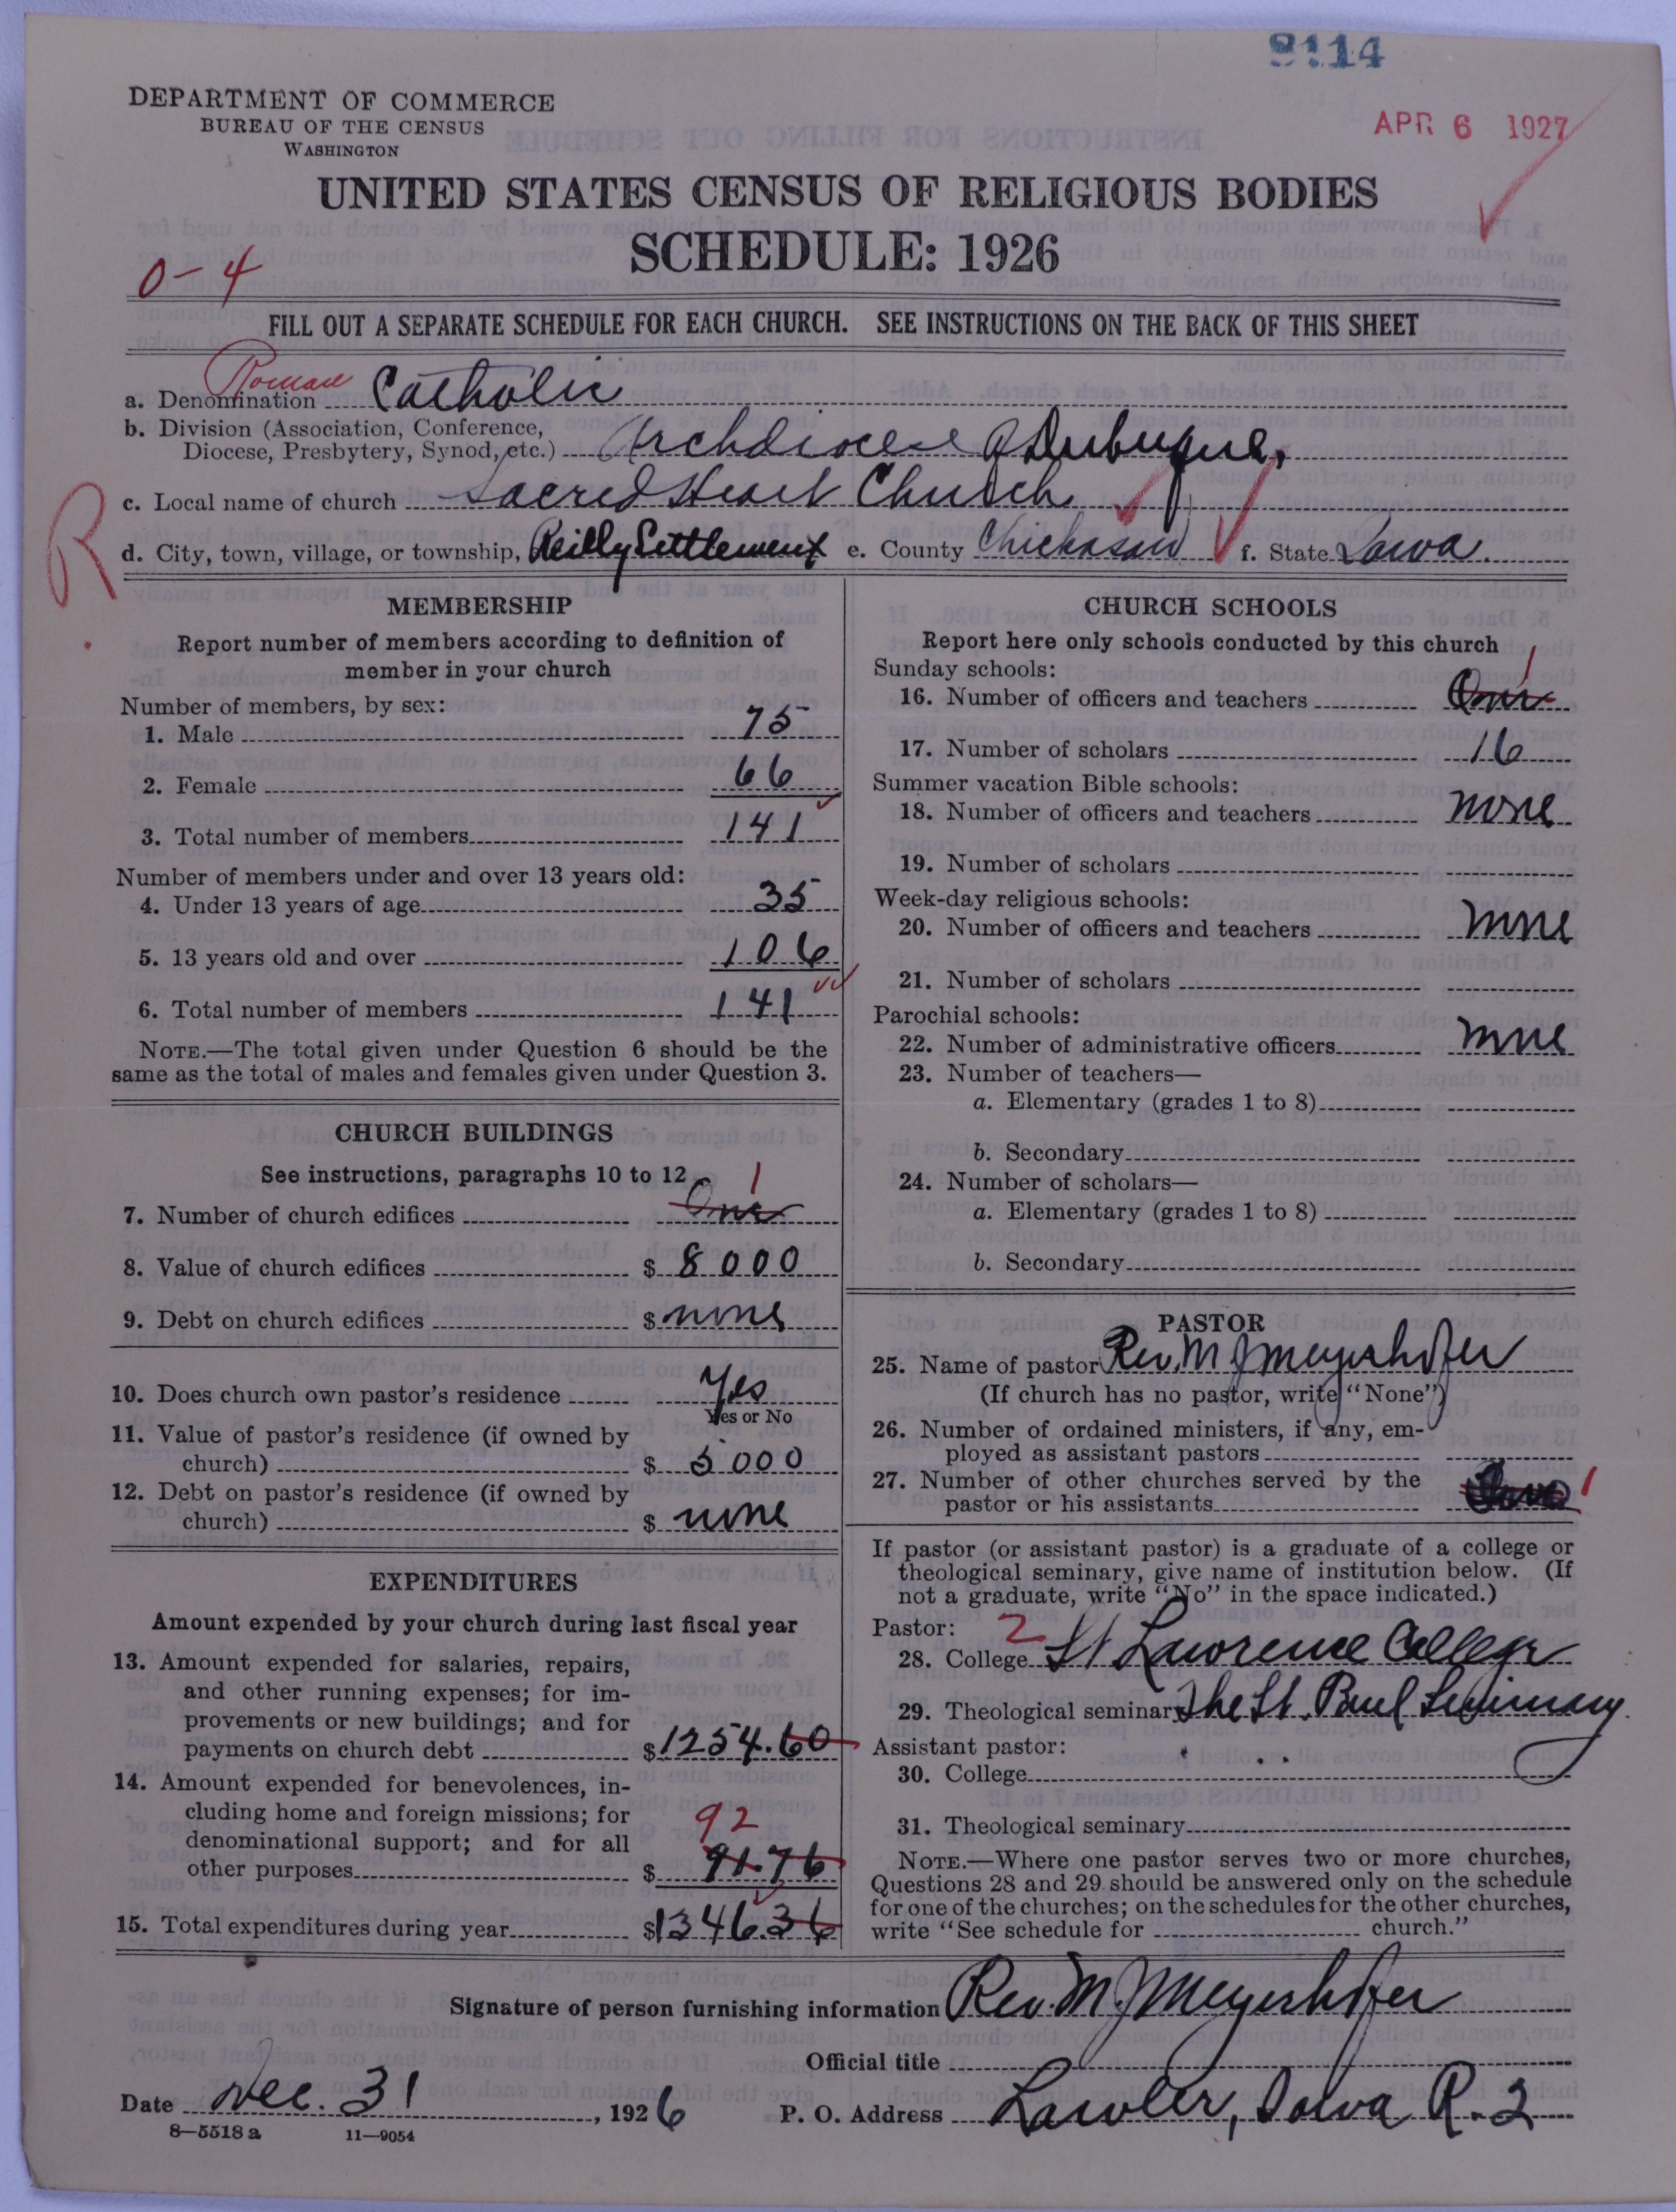 9114
DEPARTMENT OF COMMERCE
BUREAU OF THE CENSUS
WASHINGTON
APR 6 1927
UNITED STATES CENSUS OF RELIGIOUS BODIES
SCHEDULE: 1926
0-4
FILL OUT A SEPARATE SCHEDULE FOR EACH CHURCH. SEE INSTRUCTIONS ON THE BACK OF THIS SHEET
a. Denomination Roman Catholic
b. Division (Association, Conference,
Diocese, Presbytery, Synod, etc.) Archdiocese of Dubuque,
c. Local name of church Sacred Heart Church
R
d. City, town, village, or township, Reilly Settlement e. County Chickasaw f. State Iowa.
MEMBERSHIP
Report number of members according to definition of
member in your church
Number of members, by sex:
1. Male 75
2. Female 66
3. Total number of members 141
Number of members under and over 13 years old:
4. Under 13 years of age 35
5. 13 years old and over 106
6. Total number of members 141
NOTE.—The total given under Question 6 should be the
same as the total of males and females given under Question 3.
CHURCH BUILDINGS
See instructions, paragraphs 10 to 12
7. Number of church edifices One 1
8. Value of church edifices $ 8000
9. Debt on church edifices $ none
10. Does church own pastor's residence Yes
Yes or No
11. Value of pastor's residence (if owned by
church) $ 5000
12. Debt on pastor's residence (if owned by
church) $ none
EXPENDITURES
Amount expended by your church during last fiscal year
13. Amount expended for salaries, repairs,
and other running expenses; for im-
provements or new buildings; and for
payments on church debt $ 1254.60
14. Amount expended for benevolences, in-
cluding home and foreign missions; for
denominational support; and for all
92
other purposes $ 91.76
15. Total expenditures during year $ 1346.36
CHURCH SCHOOLS
Report here only schools conducted by this church
Sunday schools:
16. Number of officers and teachers One 1
17. Number of scholars 16
Summer vacation Bible schools:
18. Number of officers and teachers none
19. Number of scholars
Week-day religious schools:
20. Number of officers and teachers none
21. Number of scholars
Parochial schools:
22. Number of administrative officers none
23. Number of teachers—
a. Elementary (grades 1 to 8)
b. Secondary
24. Number of scholars—
a. Elementary (grades 1 to 8)
b. Secondary
PASTOR
25. Name of pastor Rev. M J Meyerhofer
(If church has no pastor, write "None")
26. Number of ordained ministers, if any, em-
ployed as assistant pastors
27. Number of other churches served by the
pastor or his assistants 1
If pastor (or assistant pastor) is a graduate of a college or
theological seminary, give name of institution below. (If
not a graduate, write "No" in the space indicated.)
Pastor: 2
28. College St Lawrence College
29. Theological seminary The St. Paul Seminary.
Assistant pastor:
30. College
31. Theological seminary
NOTE.—Where one pastor serves two or more churches,
Questions 28 and 29 should be answered only on the schedule
for one of the churches; on the schedules for the other churches,
write "See schedule for church."
Signature of person furnishing information Rev. M J Meyerhofer
Official title
Date Dec. 31, 1926
P. O. Address Lawler, Iowa R. 2
8—5518 a 11—9054